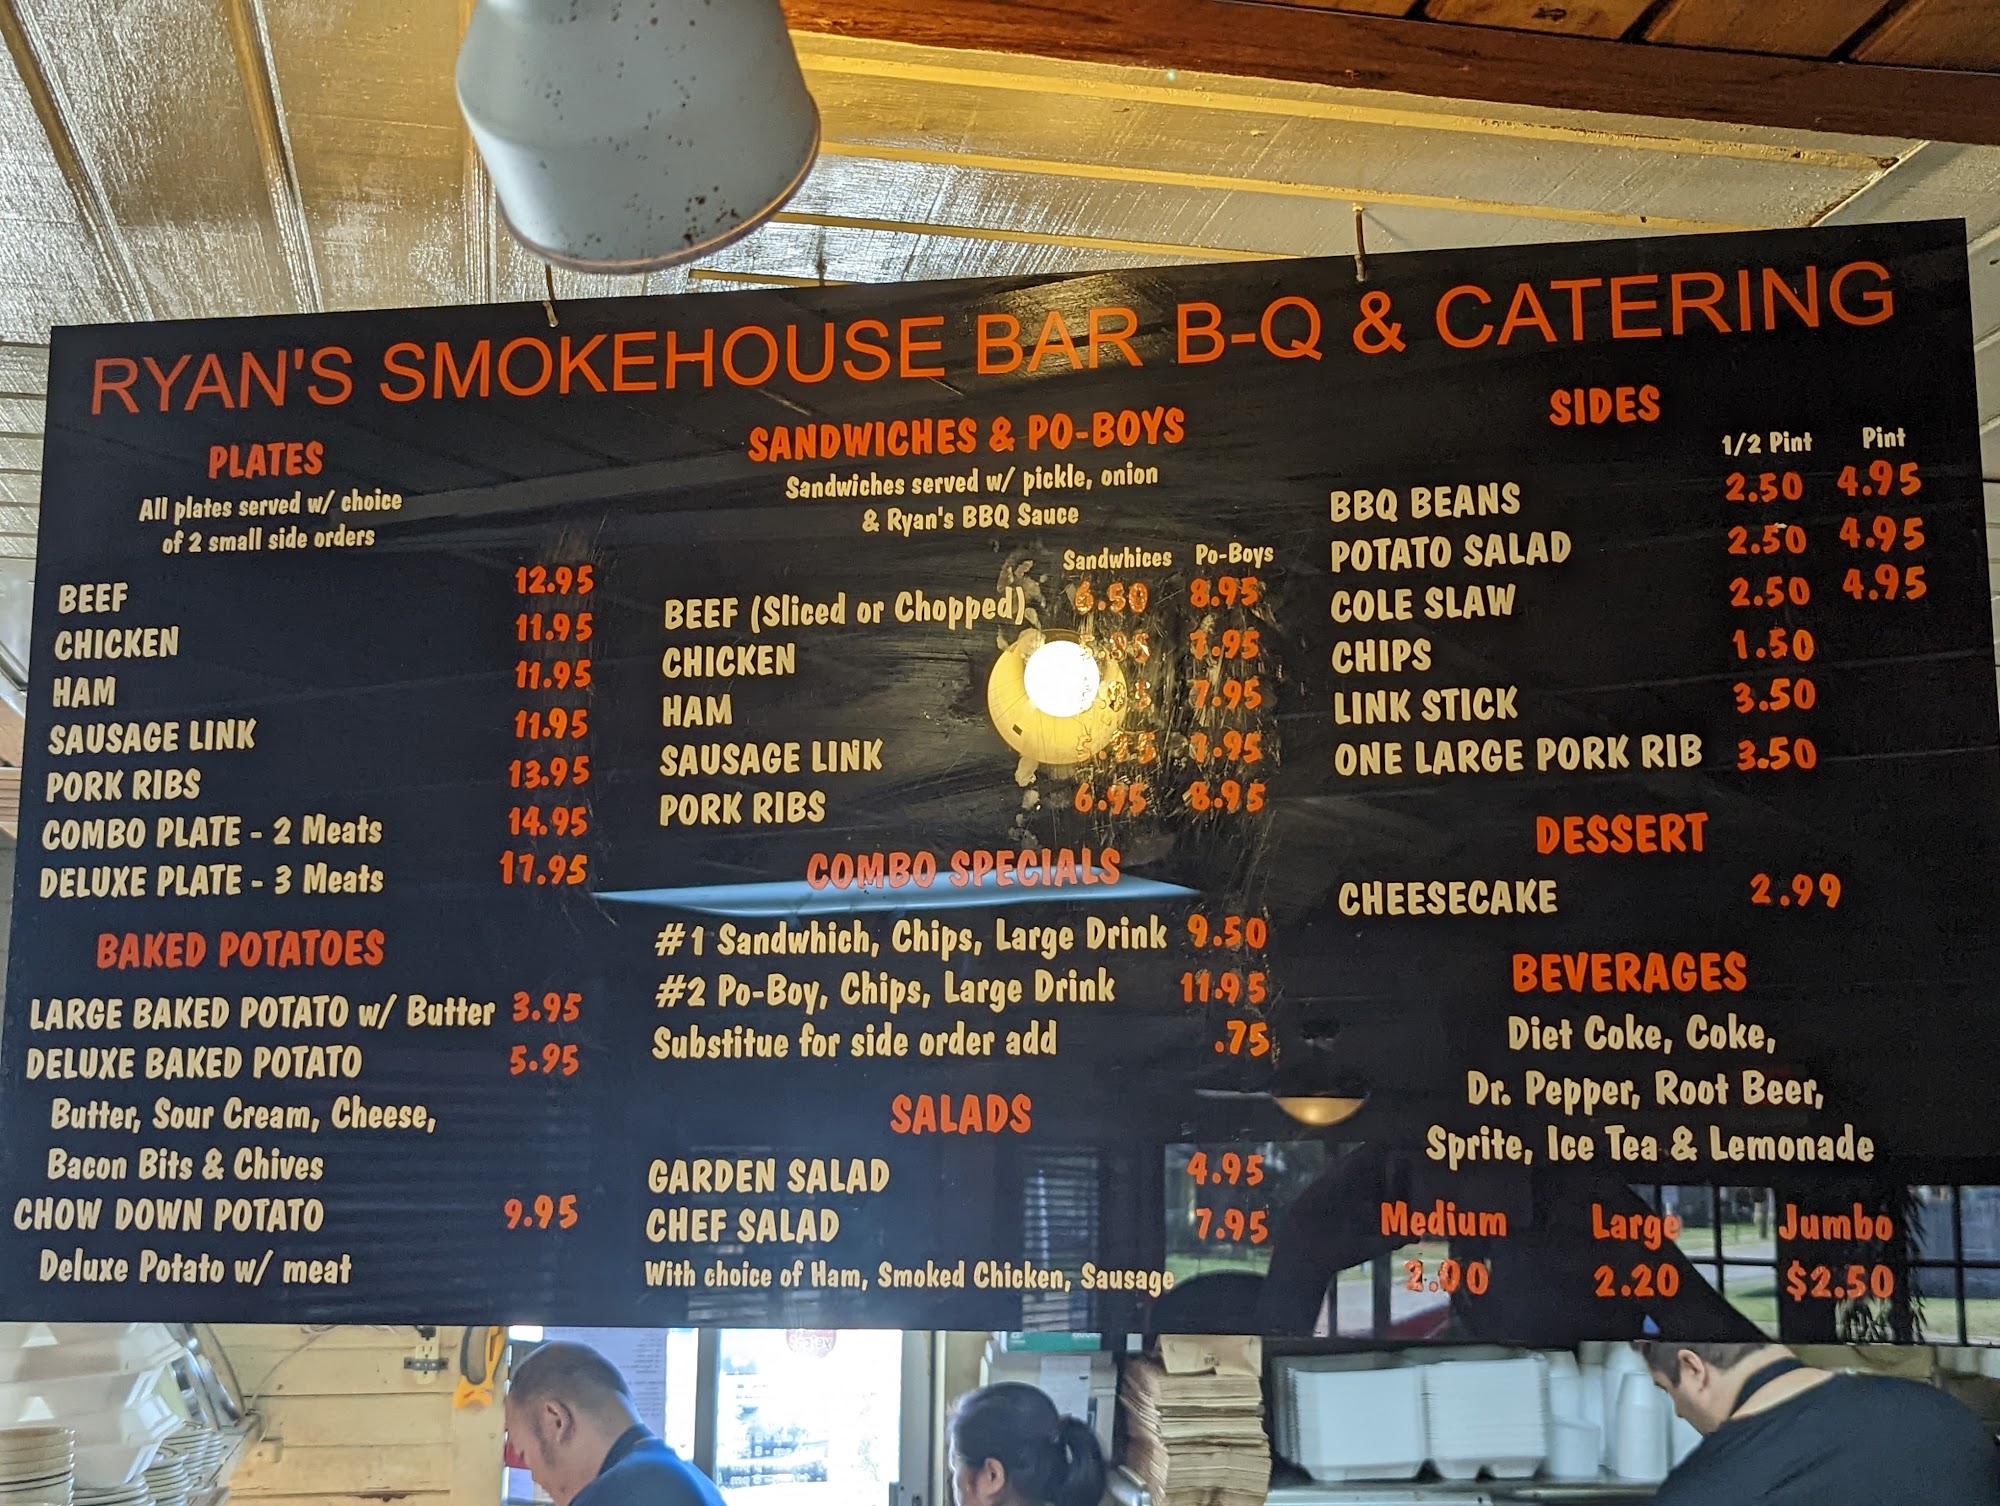 RYAN'S SMOKEHOUSE BAR B-Q & CATERING
PLATES
All plates served w/ choice
of 2 small side orders
BEEF 12.95
CHICKEN 11.95
HAM 11.95
SAUSAGE LINK 11.95
PORK RIBS 13.95
COMBO PLATE - 2 Meats 14.95
DELUXE PLATE - 3 Meats 17.95
BAKED POTATOES
LARGE BAKED POTATO w/ Butter 3.95
DELUXE BAKED POTATO 5.95
Butter, Sour Cream, Cheese,
Bacon Bits & Chives
CHOW DOWN POTATO 9.95
Deluxe Potato w/ meat
SANDWICHES & PO-BOYS
Sandwiches served w/ pickle, onion
& Ryan's BBQ Sauce
Sandwhices Po-Boys
BEEF (Sliced or Chopped) 6.50 8.95
CHICKEN 7.95
HAM 7.95
SAUSAGE LINK 7.95
PORK RIBS 6.95 8.95
COMBO SPECIALS
#1 Sandwhich, Chips, Large Drink 9.50
#2 Po-Boy, Chips, Large Drink 11.95
Substitue for side order add .75
SALADS
GARDEN SALAD 4.95
CHEF SALAD 7.95
With choice of Ham, Smoked Chicken, Sausage
SIDES
1/2 Pint Pint
BBQ BEANS 2.50 4.95
POTATO SALAD 2.50 4.95
COLE SLAW 2.50 4.95
CHIPS 1.50
LINK STICK 3.50
ONE LARGE PORK RIB 3.50
DESSERT
CHEESECAKE 2.99
BEVERAGES
Diet Coke, Coke,
Dr. Pepper, Root Beer,
Sprite, Ice Tea & Lemonade
Medium Large Jumbo
2.00 2.20 $2.50